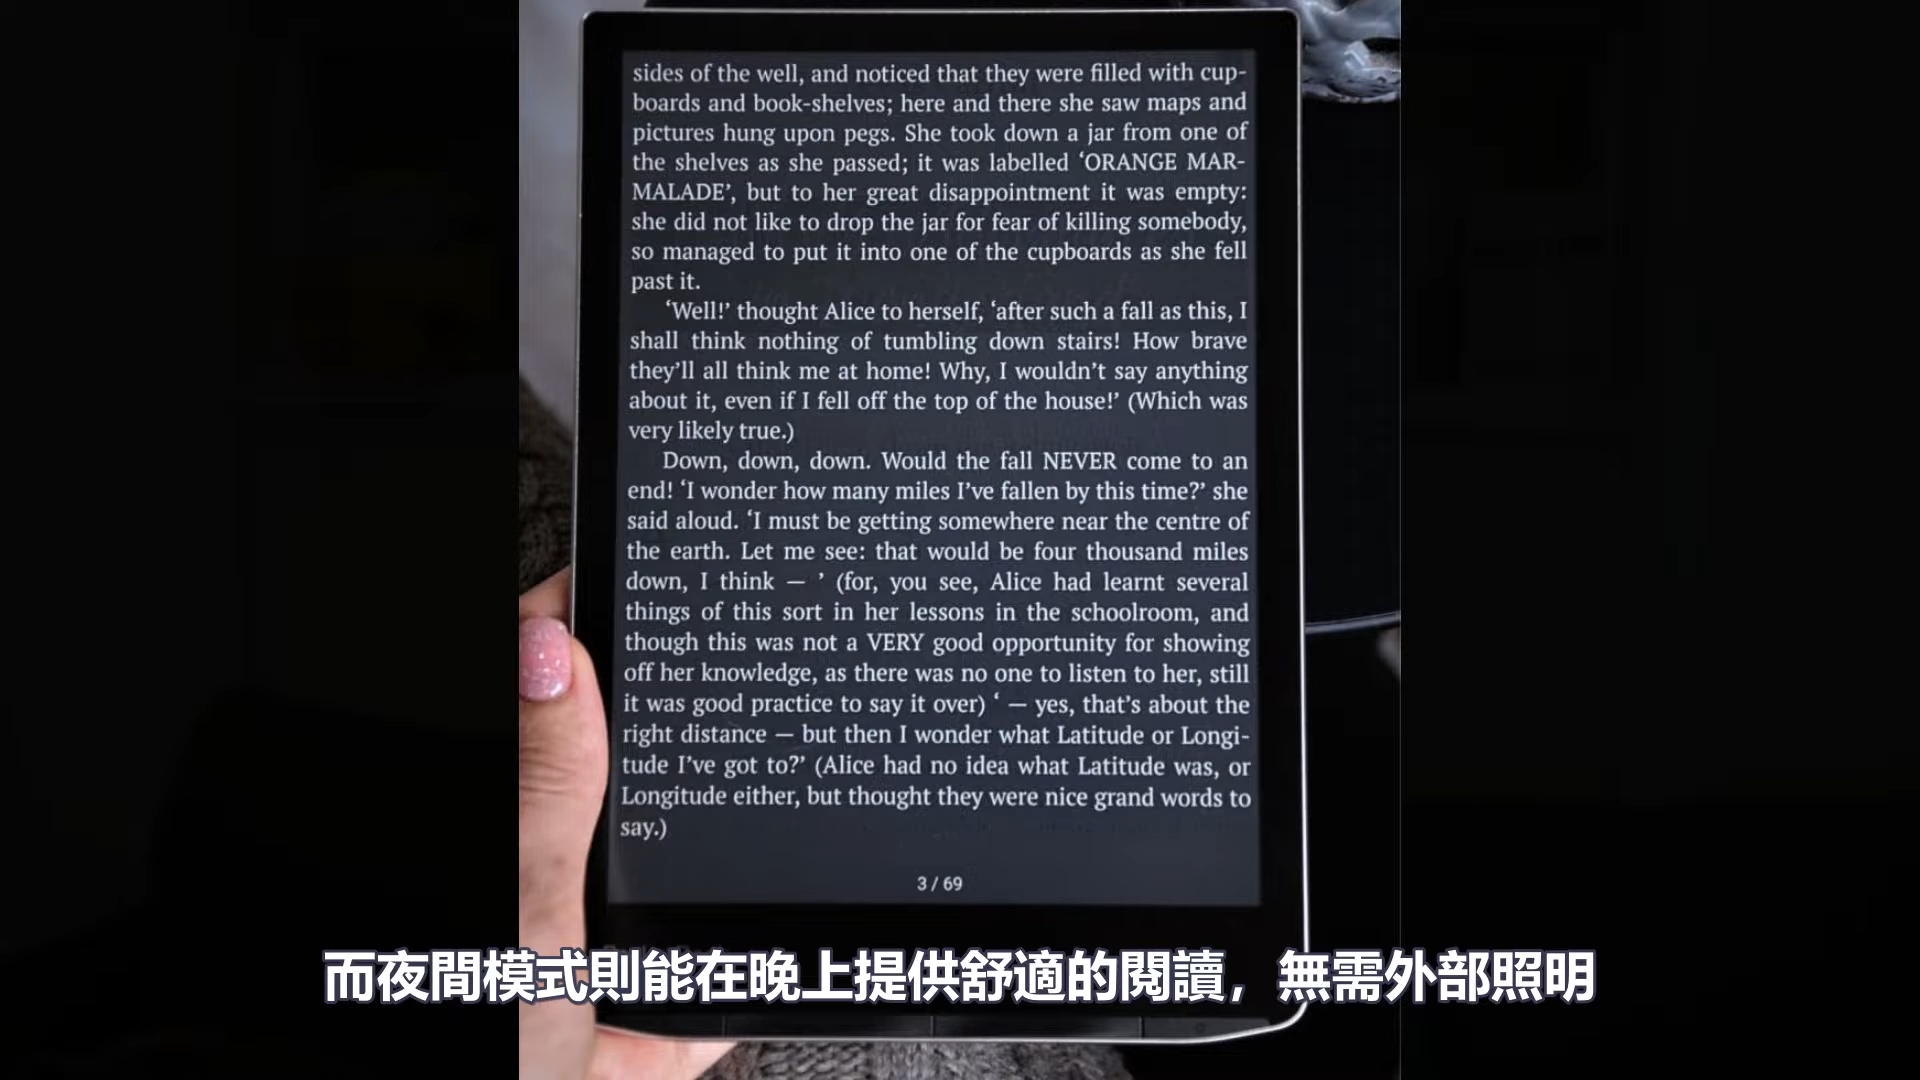 sides of the well, and noticed that they were filled with cup-
boards and book-shelves; here and there she saw maps and
pictures hung upon pegs. She took down a jar from one of
the shelves as she passed; it was labelled ‘ORANGE MAR-
MALADE’, but to her great disappointment it was empty:
she did not like to drop the jar for fear of killing somebody,
so managed to put it into one of the cupboards as she fell
past it.
‘Well!’ thought Alice to herself, ‘after such a fall as this, I
shall think nothing of tumbling down stairs! How brave
they’ll all think me at home! Why, I wouldn’t say anything
about it, even if I fell off the top of the house!’ (Which was
very likely true.)
Down, down, down. Would the fall NEVER come to an
end! ‘I wonder how many miles I’ve fallen by this time?’ she
said aloud. ‘I must be getting somewhere near the centre of
the earth. Let me see: that would be four thousand miles
down, I think — ’ (for, you see, Alice had learnt several
things of this sort in her lessons in the schoolroom, and
though this was not a VERY good opportunity for showing
off her knowledge, as there was no one to listen to her, still
it was good practice to say it over) ‘ — yes, that’s about the
right distance — but then I wonder what Latitude or Longi-
tude I’ve got to?’ (Alice had no idea what Latitude was, or
Longitude either, but thought they were nice grand words to
say.)
3 / 69
而夜間模式則能在晚上提供舒適的閱讀，無需外部照明